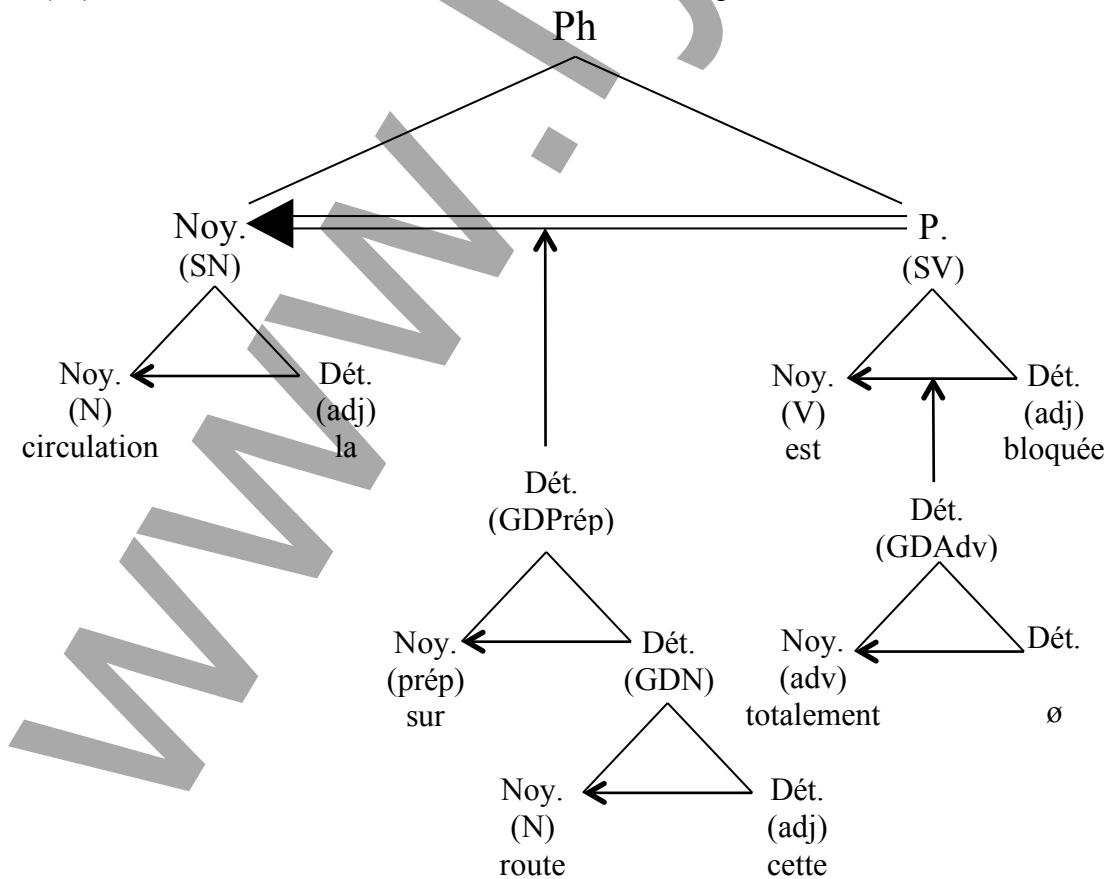 Ph
Noy. P.
(SN) (SV)
Noy. Dét. Noy. Dét.
(N) (adj) (V) (adj)
circulation la est bloquée
Dét. Dét.
(GDPrép) (GDAdv)
Noy. Dét. Noy. Dét.
(prép) (GDN) (adv)
sur totalement ø
Noy. Dét.
(N) (adj)
route cette